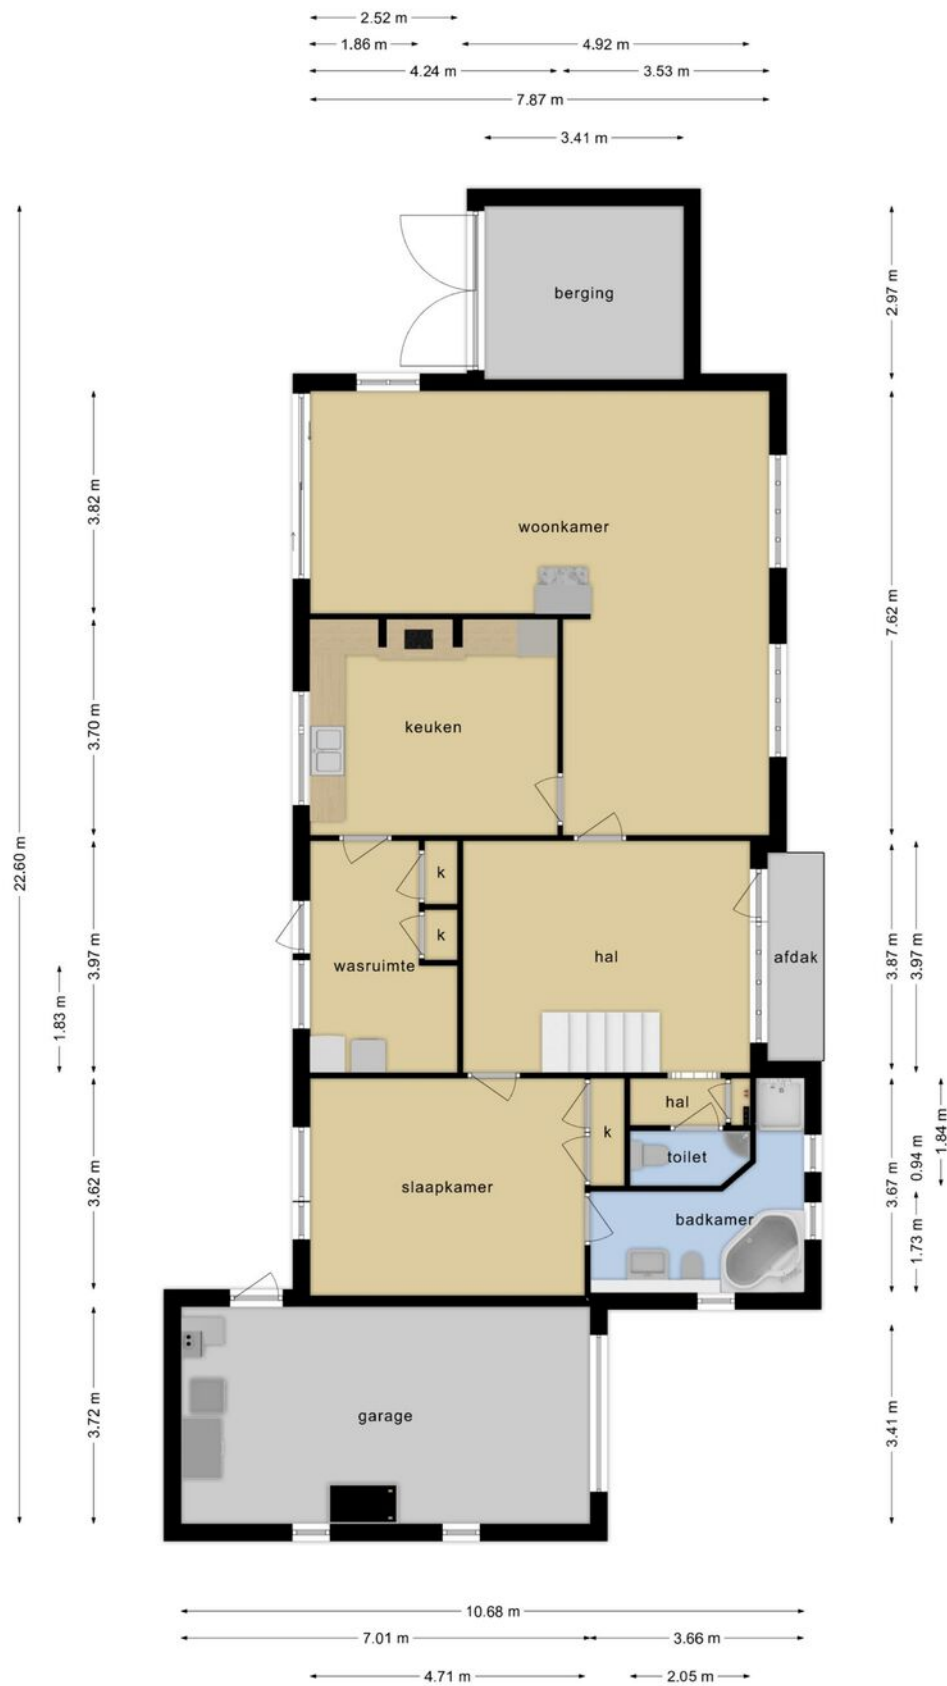 2.52 m
1.86 m
4.92 m
4.24 m
3.53 m
7.87 m
3.41 m
22.60 m
berging
2.97 m
3.82 m
woonkamer
7.62 m
3.70 m
keuken
k
k
wasruimte
hal
afdak
3.97 m
1.83 m
3.87 m
3.97 m
hal
k
toilet
slaapkamer
badkamer
3.62 m
3.67 m
0.94 m
1.84 m
1.73 m
garage
3.72 m
3.41 m
10.68 m
7.01 m
3.66 m
4.71 m
2.05 m